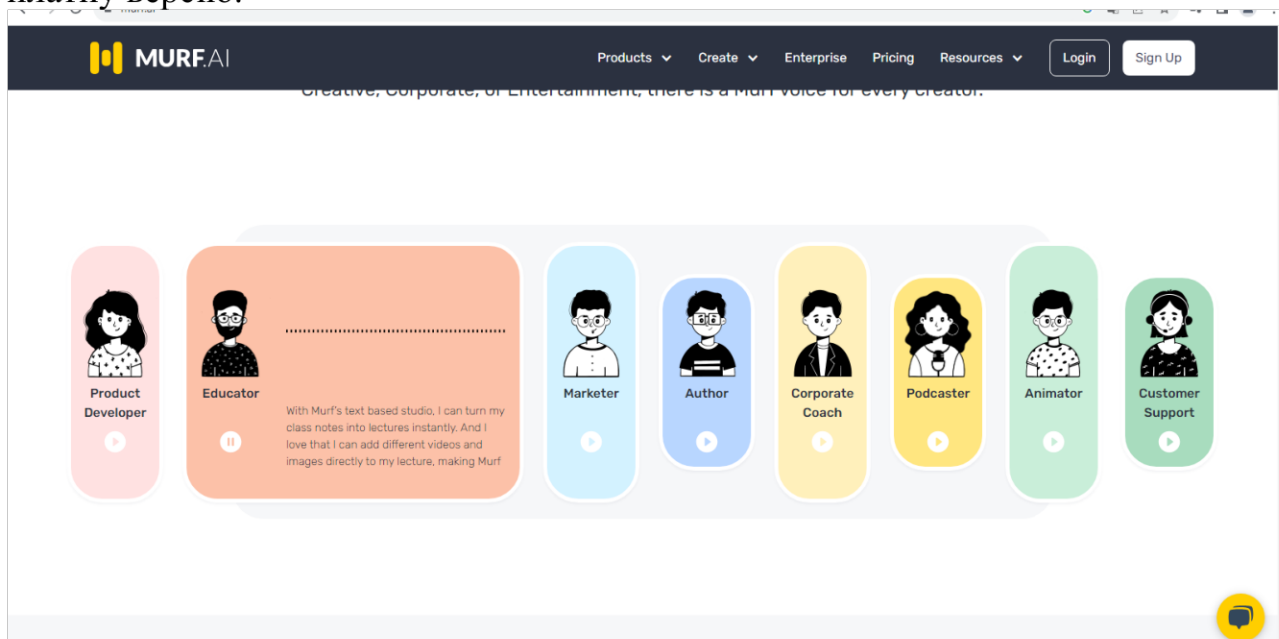 MURF.AI
Products Create Enterprise Pricing Resources Login Sign Up
Creative, Corporate, or Entertainment, there is a Murf voice for every creator.
Product
Developer
Educator
With Murf's text based studio, I can turn my
class notes into lectures instantly. And I
love that I can add different videos and
images directly to my lecture, making Murf
Marketer
Author
Corporate
Coach
Podcaster
Animator
Customer
Support